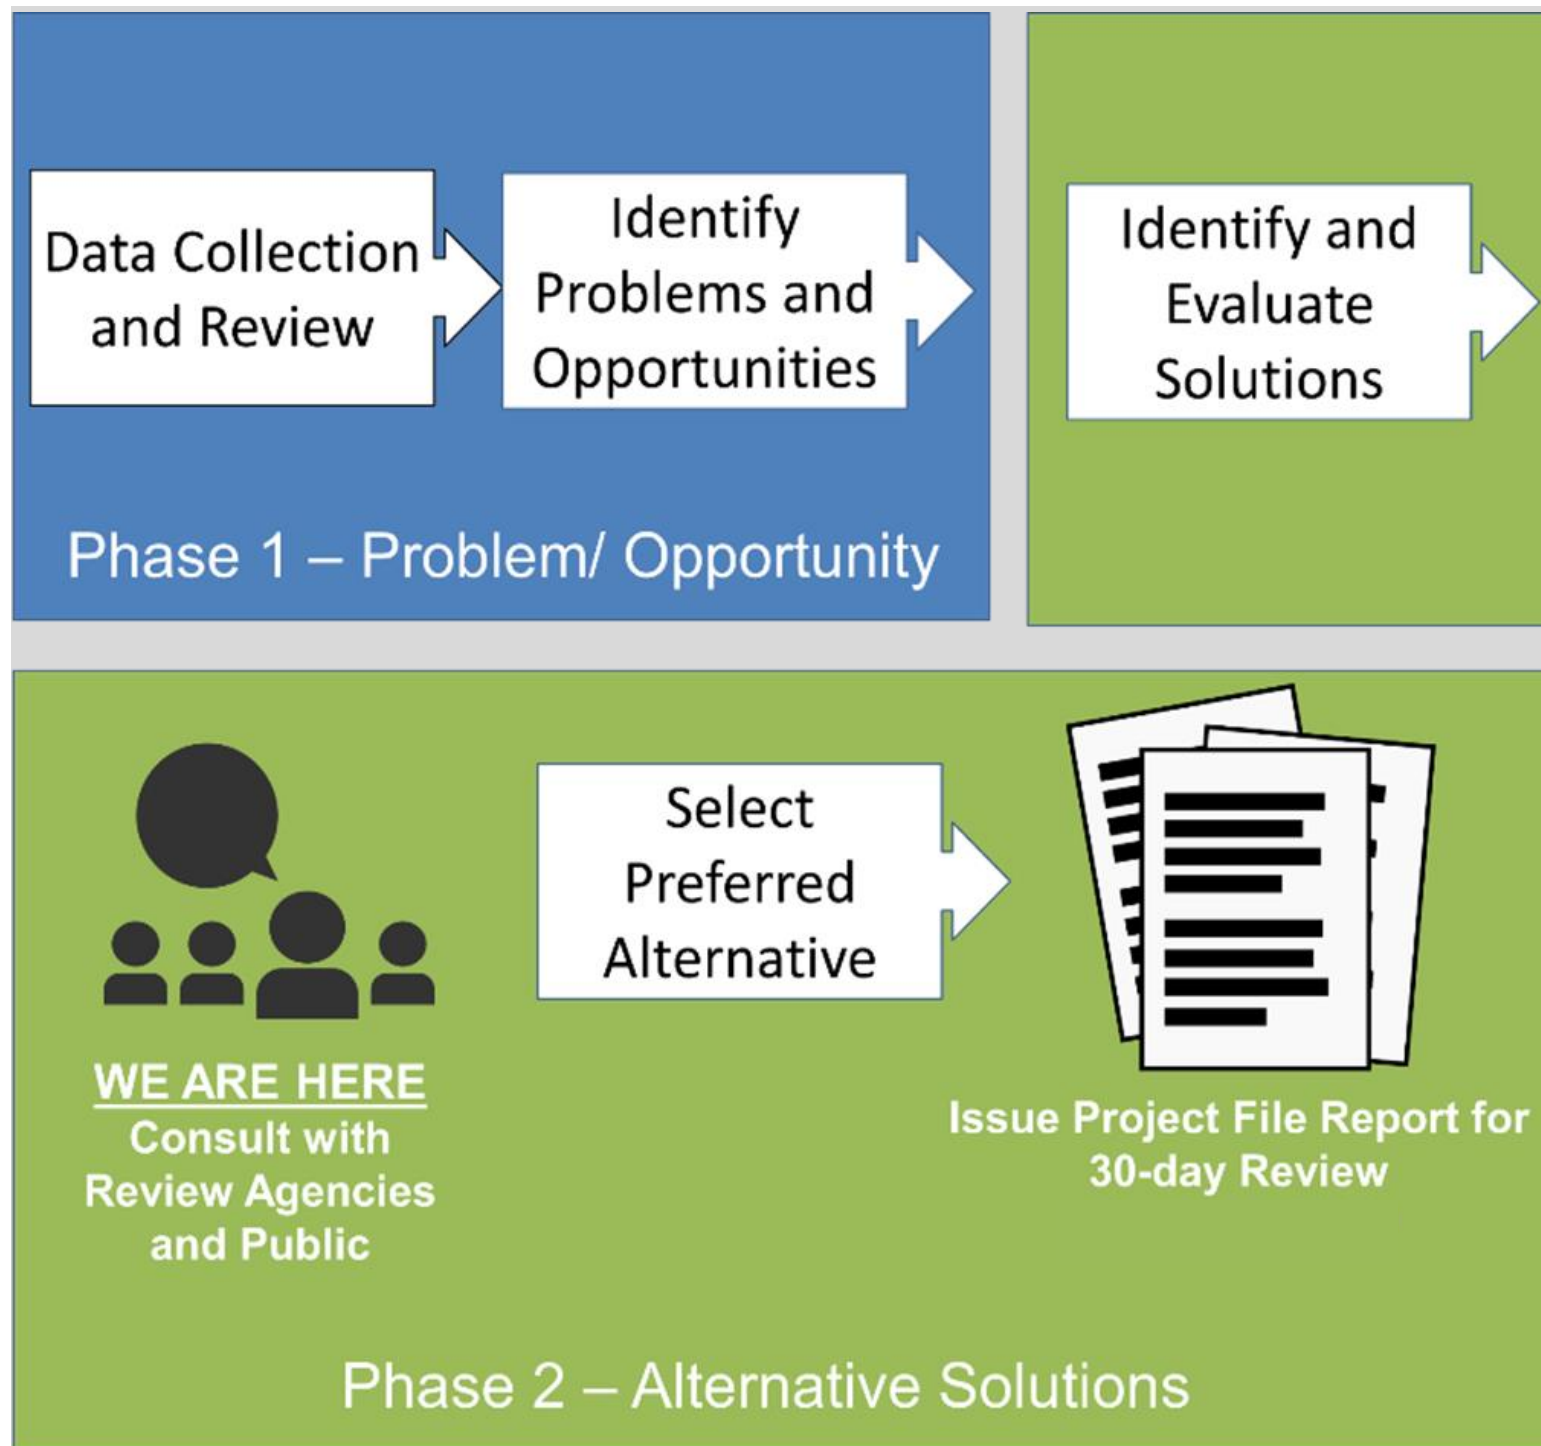 Data Collection
and Review
Identify
Problems and
Opportunities
Phase 1 – Problem/ Opportunity
Identify and
Evaluate
Solutions
WE ARE HERE
Consult with
Review Agencies
and Public
Select
Preferred
Alternative
Issue Project File Report for
30-day Review
Phase 2 – Alternative Solutions